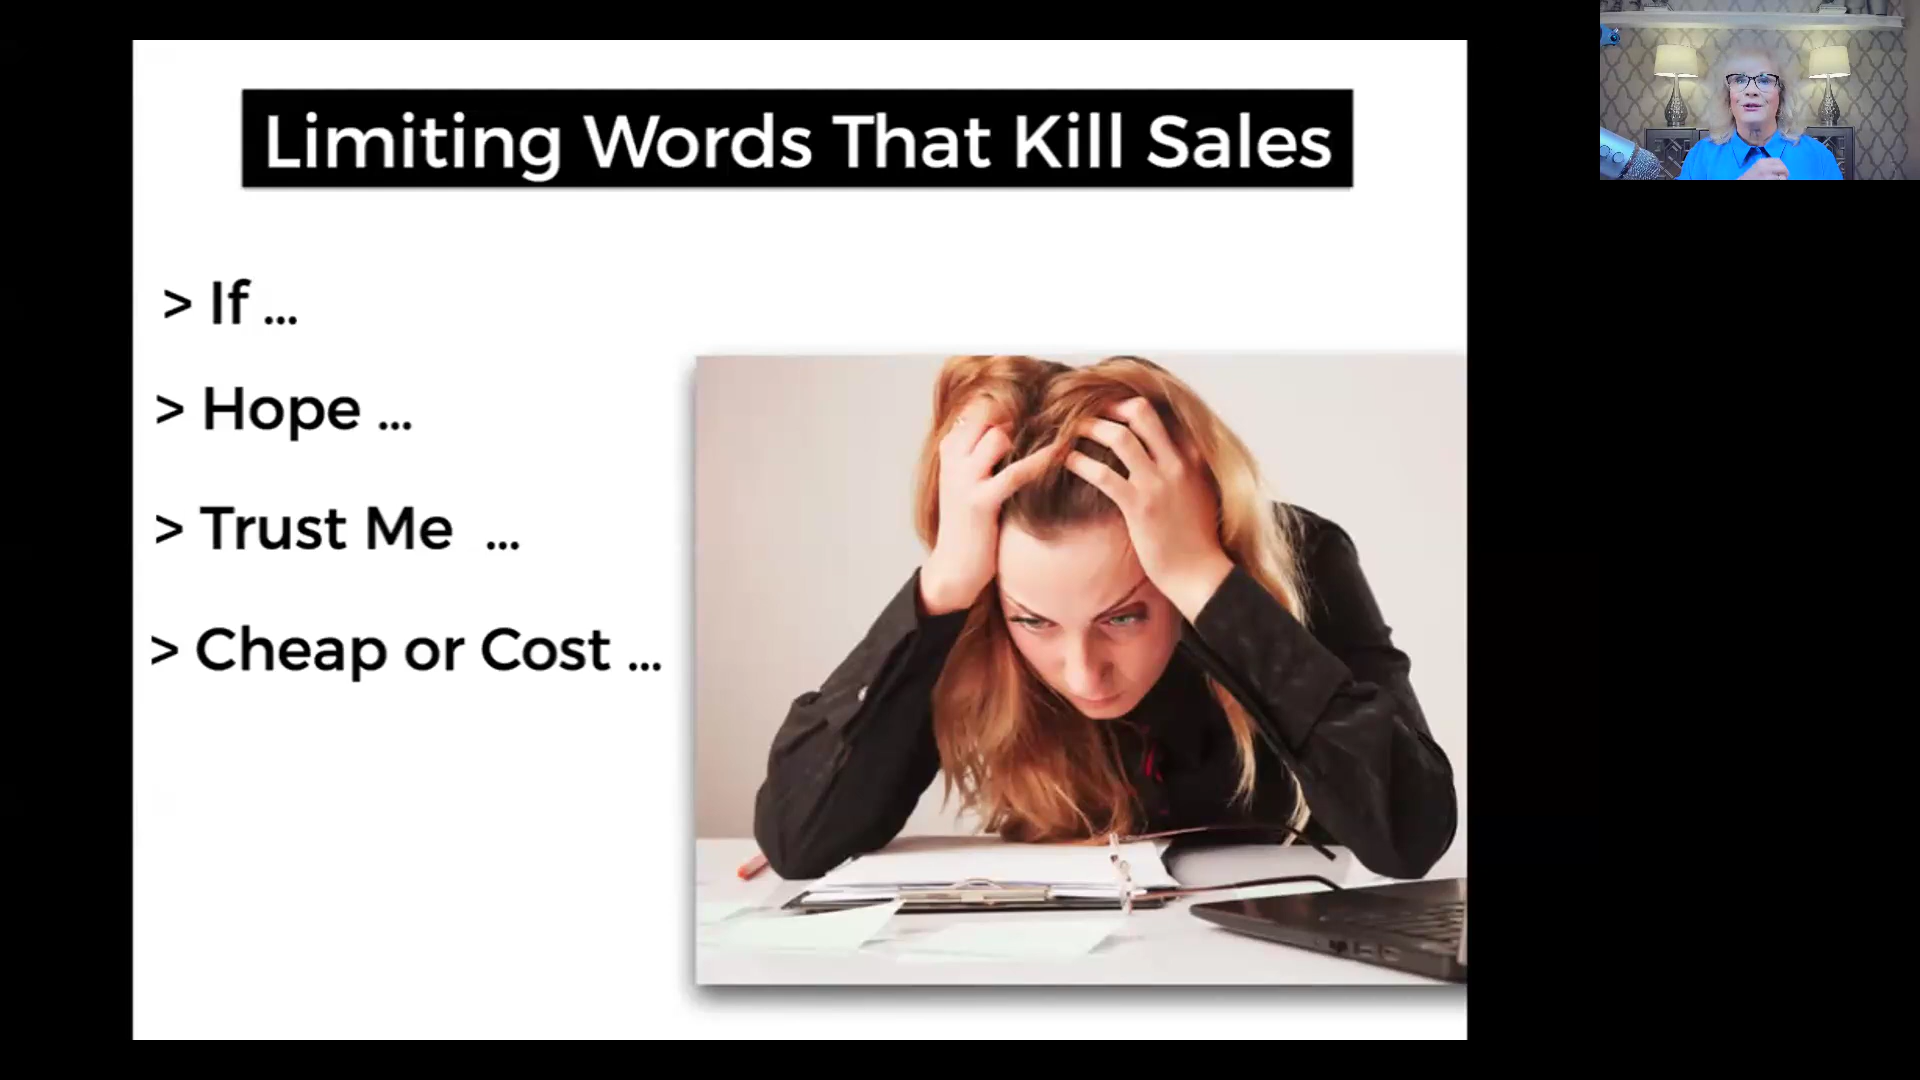 Limiting Words That Kill Sales
> If ...
> Hope ...
> Trust Me ...
> Cheap or Cost ...